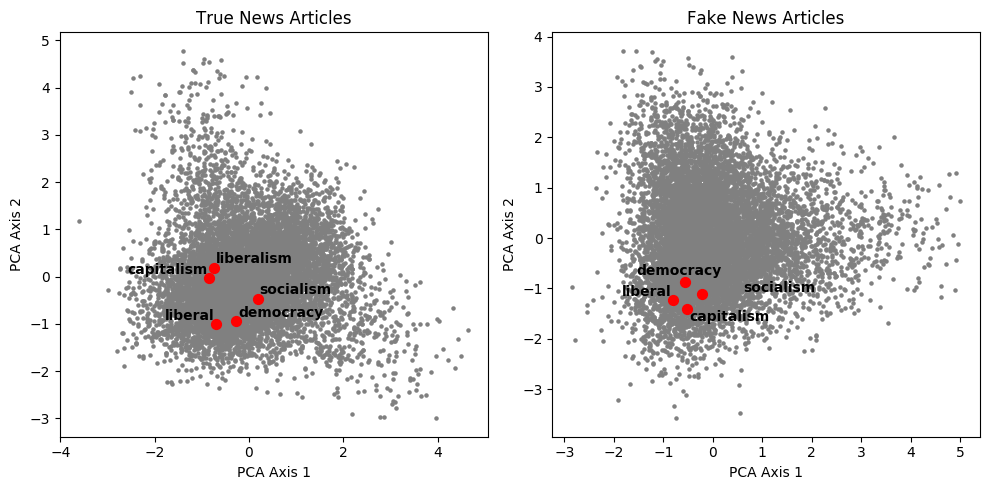 True News Articles
PCA Axis 2
5
4
3
2
1
0
−1
−2
−3
liberalism
capitalism
socialism
democracy
liberal
−4
−2
0
2
4
PCA Axis 1
Fake News Articles
PCA Axis 2
4
3
2
1
0
−1
−2
−3
democracy
socialism
liberal
capitalism
−3
−2
−1
0
1
2
3
4
5
PCA Axis 1